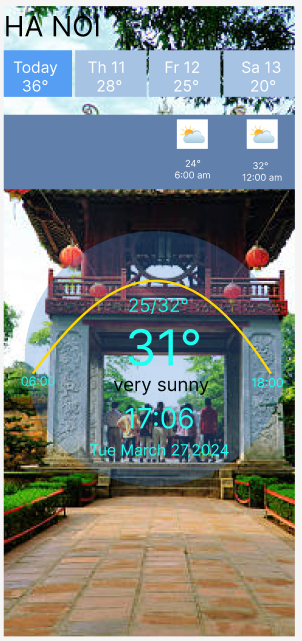 HA NOI
Today
36°
Th 11
28°
Fr 12
25°
Sa 13
20°
24°
6:00 am
32°
12:00 am
25/32°
31°
06:00
18:00
very sunny
17:06
Tue March 27,2024